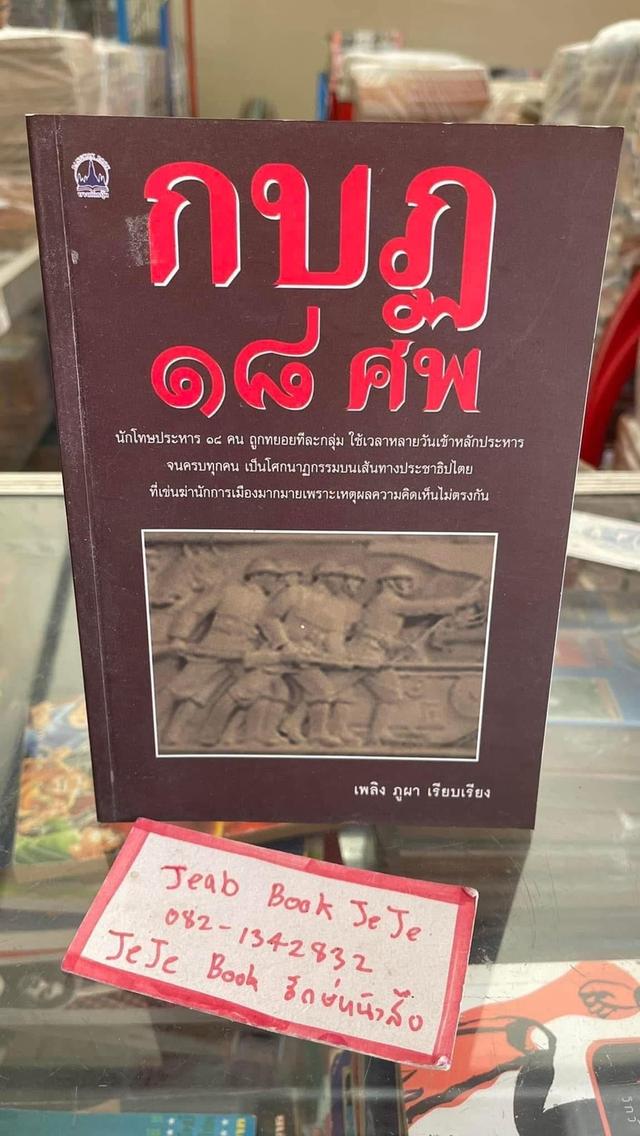 กบฏ
๑๘ ศพ
นักโทษประหาร ๑๘ คน ถูกทยอยทีละกลุ่ม ใช้เวลาหลายวันเข้าหลักประหาร
จนครบทุกคน เป็นโศกนาฏกรรมบนเส้นทางประชาธิปไตย
ที่เข่นฆ่านักการเมืองมากมายเพราะเหตุผลความคิดเห็นไม่ตรงกัน
เพลิง ภูผา เรียบเรียง
Jeab Book JeJe
082-1342832
JeJe Book รักษ์หนังสือ